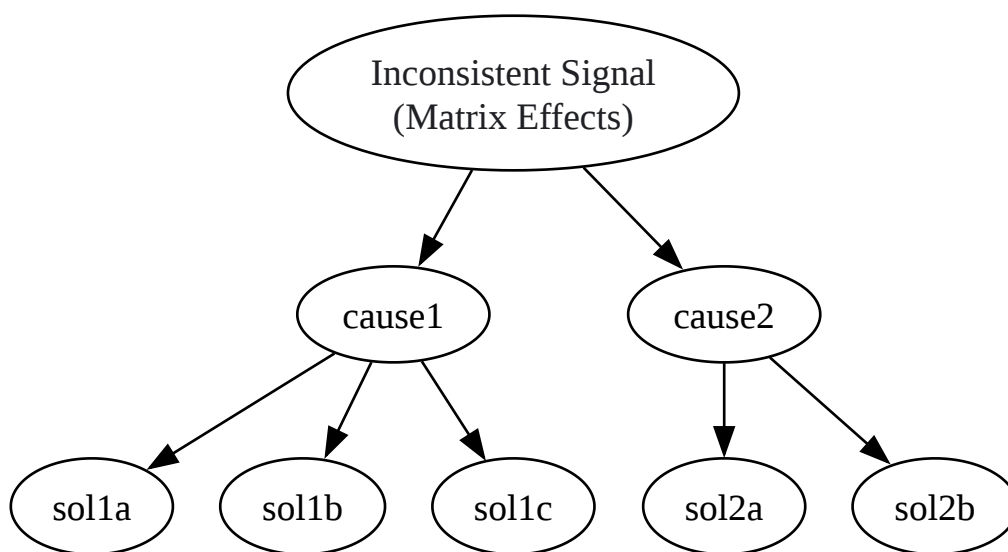 Inconsistent Signal
(Matrix Effects)
cause1
cause2
sol1a
sol1b
sol1c
sol2a
sol2b